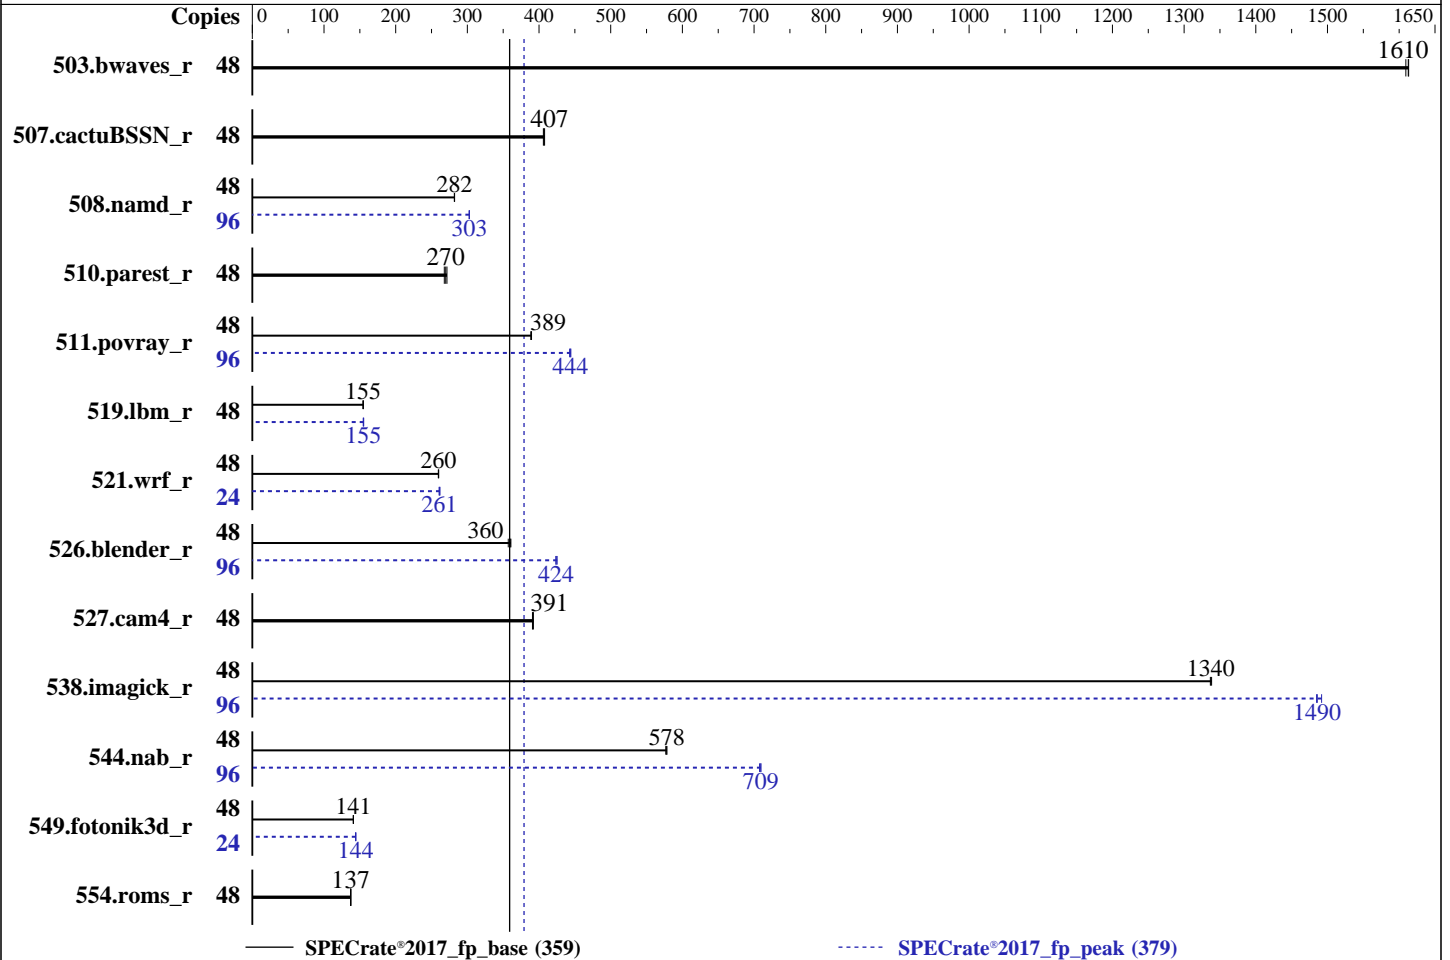 Copies 0 100 200 300 400 500 600 700 800 900 1000 1100 1200 1300 1400 1500 1650
503.bwaves_r 48 1610
507.cactuBSSN_r 48 407
508.namd_r 48 282
96 303
510.parest_r 48 270
511.povray_r 48 389
96 444
519.lbm_r 48 155
155
521.wrf_r 48 260
24 261
526.blender_r 48 360
96 424
527.cam4_r 48 391
538.imagick_r 48 1340
96 1490
544.nab_r 48 578
96 709
549.fotonik3d_r 48 141
24 144
554.roms_r 48 137
SPECrate®2017_fp_base (359) SPECrate®2017_fp_peak (379)